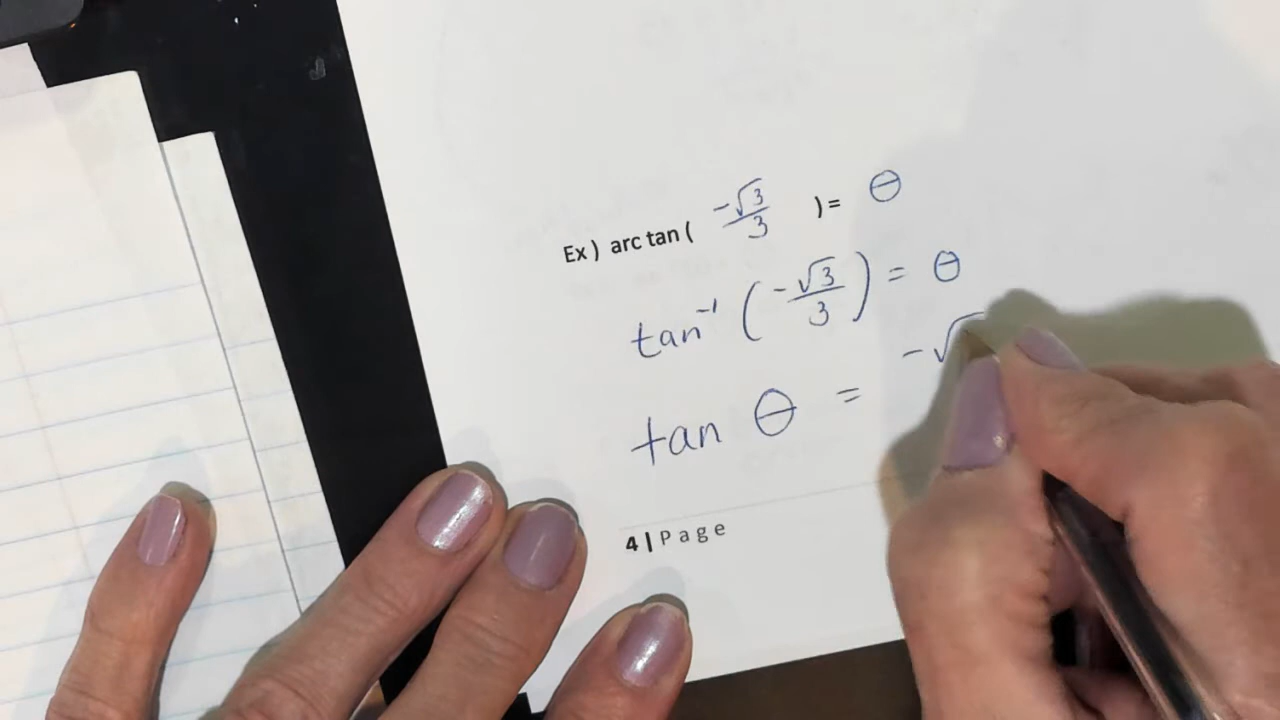 Ex) arc tan( -√3/3 ) = θ
tan⁻¹ (-√3/3) = θ
tan θ = -√
4 | Page